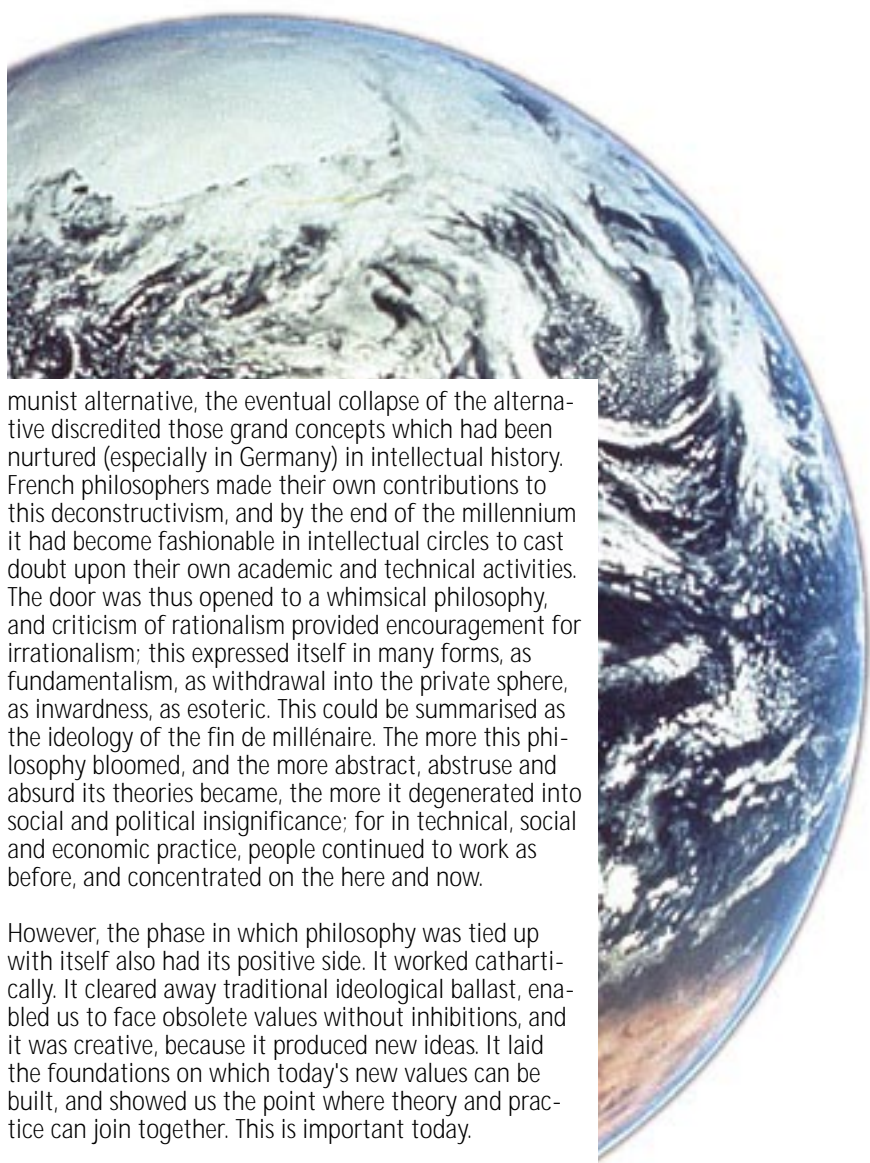 munist alternative, the eventual collapse of the alterna-
tive discredited those grand concepts which had been
nurtured (especially in Germany) in intellectual history.
French philosophers made their own contributions to
this deconstructivism, and by the end of the millennium
it had become fashionable in intellectual circles to cast
doubt upon their own academic and technical activities.
The door was thus opened to a whimsical philosophy,
and criticism of rationalism provided encouragement for
irrationalism; this expressed itself in many forms, as
fundamentalism, as withdrawal into the private sphere,
as inwardness, as esoteric. This could be summarised as
the ideology of the fin de millénaire. The more this phi-
losophy bloomed, and the more abstract, abstruse and
absurd its theories became, the more it degenerated into
social and political insignificance; for in technical, social
and economic practice, people continued to work as
before, and concentrated on the here and now.

However, the phase in which philosophy was tied up
with itself also had its positive side. It worked catharti-
cally. It cleared away traditional ideological ballast, ena-
bled us to face obsolete values without inhibitions, and
it was creative, because it produced new ideas. It laid
the foundations on which today's new values can be
built, and showed us the point where theory and prac-
tice can join together. This is important today.